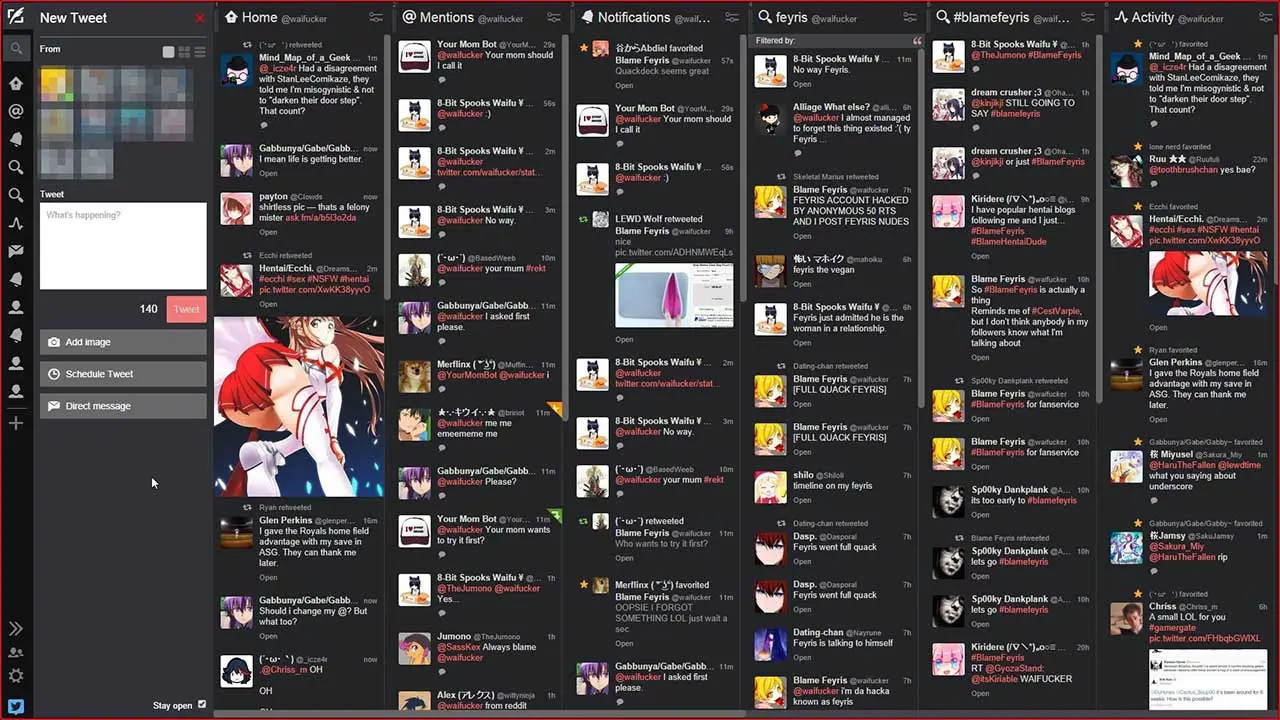 New Tweet
From
Tweet
What's happening?
140 Tweet
Add image
Schedule Tweet
Direct message
Stay open
Home @waifucker
retweeted
Mind_Map_of_a_Geek ... 1m
@_icze4r Had a disagreement
with StanLeeComikaze, they
told me I'm misogynistic & not
to "darken their door step".
That count?
Gabbunya/Gabe/Gabb... now
I mean life is getting better.
Open
payton @Clowds now
shirtless pic — thats a felony
mister ask.fm/a/b5i3o2da
Open
Ecchi retweeted
Hentai/Ecchi. @Dreams... 2m
#ecchi #sex #NSFW #hentai
pic.twitter.com/XwKK38yyvO
Open
Ryan retweeted
Glen Perkins @glenper... 16m
I gave the Royals home field
advantage with my save in
ASG. They can thank me
later.
Open
Gabbunya/Gabe/Gabb... now
Should i change my @? But
what too?
Open
@_icze4r now
@Chriss_m OH
OH
Mentions @waifucker
Your Mom Bot @YourM... 29s
@waifucker Your mom should
I call it
8-Bit Spooks Waifu ¥ ... 56s
@waifucker :)
8-Bit Spooks Waifu ¥ ... 2m
@waifucker
twitter.com/waifucker/stat...
8-Bit Spooks Waifu ¥ ... 3m
@waifucker No way.
(´･ω･`) @BasedWeeb 10m
@waifucker your mum #rekt
Gabbunya/Gabe/Gabb... 11m
@waifucker I asked first
please.
Merflinx @Muffin... 11m
@YourMomBot @waifucker i
★·.·キウイ·.·★ @bririot 11m
@waifucker me me
emeememe me
Gabbunya/Gabe/Gabb... 11m
@waifucker Please?
Your Mom Bot @Your... 11m
@waifucker Your mom wants
to try it first?
8-Bit Spooks Waifu ¥ @... 1h
@TheJumono @waifucker
Yes...
Jumono @TheJumono 1h
@SassKex Always blame
@waifucker
Alex (アレクス) @willyninja 1h
@waifucker from reddit
Notifications @waif...
谷からAbdiel favorited
Blame Feyris @waifucker 57s
Quackdeck seems great
Open
Your Mom Bot @YourM... 29s
@waifucker Your mom should
I call it
8-Bit Spooks Waifu ¥ ... 56s
@waifucker :)
LEWD Wolf retweeted
Blame Feyris @waifucker 9h
nice
pic.twitter.com/ADHNMWEqLs
Open
8-Bit Spooks Waifu ¥ ... 2m
@waifucker
twitter.com/waifucker/stat...
8-Bit Spooks Waifu ¥ ... 3m
@waifucker No way.
(´･ω･`) @BasedWeeb 10m
@waifucker your mum #rekt
(´･ω･`) retweeted
Blame Feyris @waifucker 11m
Who wants to try it first?
Open
Merflinx favorited
Blame Feyris @waifucker 11m
OOPSIE I FORGOT
SOMETHING LOL just wait a
sec
Open
Gabbunya/Gabe/Gabb... 11m
@waifucker I asked first
please
feyris @waifucker
Filtered by:
8-Bit Spooks Waifu ¥ ... 11m
No way Feyris.
Open
Alliage What else? @alli... 6h
@waifucker I almost managed
to forget this thing existed :'( ty
Feyris ...
Skeletal Marius retweeted
Blame Feyris @waifucker 7h
FEYRIS ACCOUNT HACKED
BY ANONYMOUS 50 RTS
AND I POST FEYRIS NUDES
Open
怖い マホイク @mahoiku 6h
feyris the vegan
Open
8-Bit Spooks Waifu ¥ @... 6h
Feyris just admitted he is the
woman in a relationship.
Open
Dating-chan retweeted
Blame Feyris @waifucker 7h
[FULL QUACK FEYRIS]
Open
Blame Feyris @waifucker 7h
[FULL QUACK FEYRIS]
Open
shilo @Shiloli 7h
timeline on my feyris
Open
Dating-chan retweeted
Dasp. @Dasporal 7h
Feyris went full quack
Open
Dasp. @Dasporal 7h
Feyris went full quack
Open
Dating-chan @Nayrune 7h
Feyris is talking to himself
Open
Blame Feyris @waifucker 8h
@waifucker i'm da hacka
known as feyris
#blamefeyris @wai...
8-Bit Spooks Waifu ¥ @... 1h
@TheJumono #BlameFeyris
dream crusher ;3 @Oha... 1h
@kinjikji STILL GOING TO
SAY #blamefeyris
dream crusher ;3 @Oha... 1h
@kinjikji or just #BlameFeyris
Kiridere 9h
I have popular hentai blogs
following me and I just...
#BlameFeyris
#BlameHentaiDude
Open
Blame Feyris @waifucker 10h
So #BlameFeyris is actually a
thing
Reminds me of #CestVarpie,
but I don't think anybody in my
followers know what I'm
talking about
Open
Sp00ky Dankplank retweeted
Blame Feyris @waifucker 10h
#BlameFeyris for fanservice
Open
Blame Feyris @waifucker 10h
#BlameFeyris for fanservice
Open
Sp00ky Dankplank @A... 10h
its too early to #blamefeyris
Open
Blame Feyris retweeted
Sp00ky Dankplank @A... 10h
lets go #blamefeyris
Open
Sp00ky Dankplank @A... 10h
lets go #blamefeyris
Open
Kiridere 20h
#BlameFeyris
RT @GyozaStand:
@itsKiriable WAIFUCKER
Open
Activity @waifucker
favorited
Mind_Map_of_a_Geek ... 1m
@_icze4r Had a disagreement
with StanLeeComikaze, they
told me I'm misogynistic & not
to "darken their door step".
That count?
lone nerd favorited
Ruu ★★ @Ruutuli 22m
@toothbrushchan yes bae?
Ecchi favorited
Hentai/Ecchi. @Dreams... 2m
#ecchi #sex #NSFW #hentai
pic.twitter.com/XwKK38yyvO
Open
Ryan favorited
Glen Perkins @glenper... 16m
I gave the Royals home field
advantage with my save in
ASG. They can thank me
later.
Open
Gabbunya/Gabe/Gabby~ favorited
桜 Miyusel @Sakura_Miy 1m
@HaruTheFallen @lewdtime
what you saying about
underscore
Gabbunya/Gabe/Gabby~ favorited
桜Jamsy @SakuJamsy 1m
@Sakura_Miy
@HaruTheFallen rip
favorited
Chriss @Chriss_m 6h
A small LOL for you
#gamergate
pic.twitter.com/FHbqbGWIXL